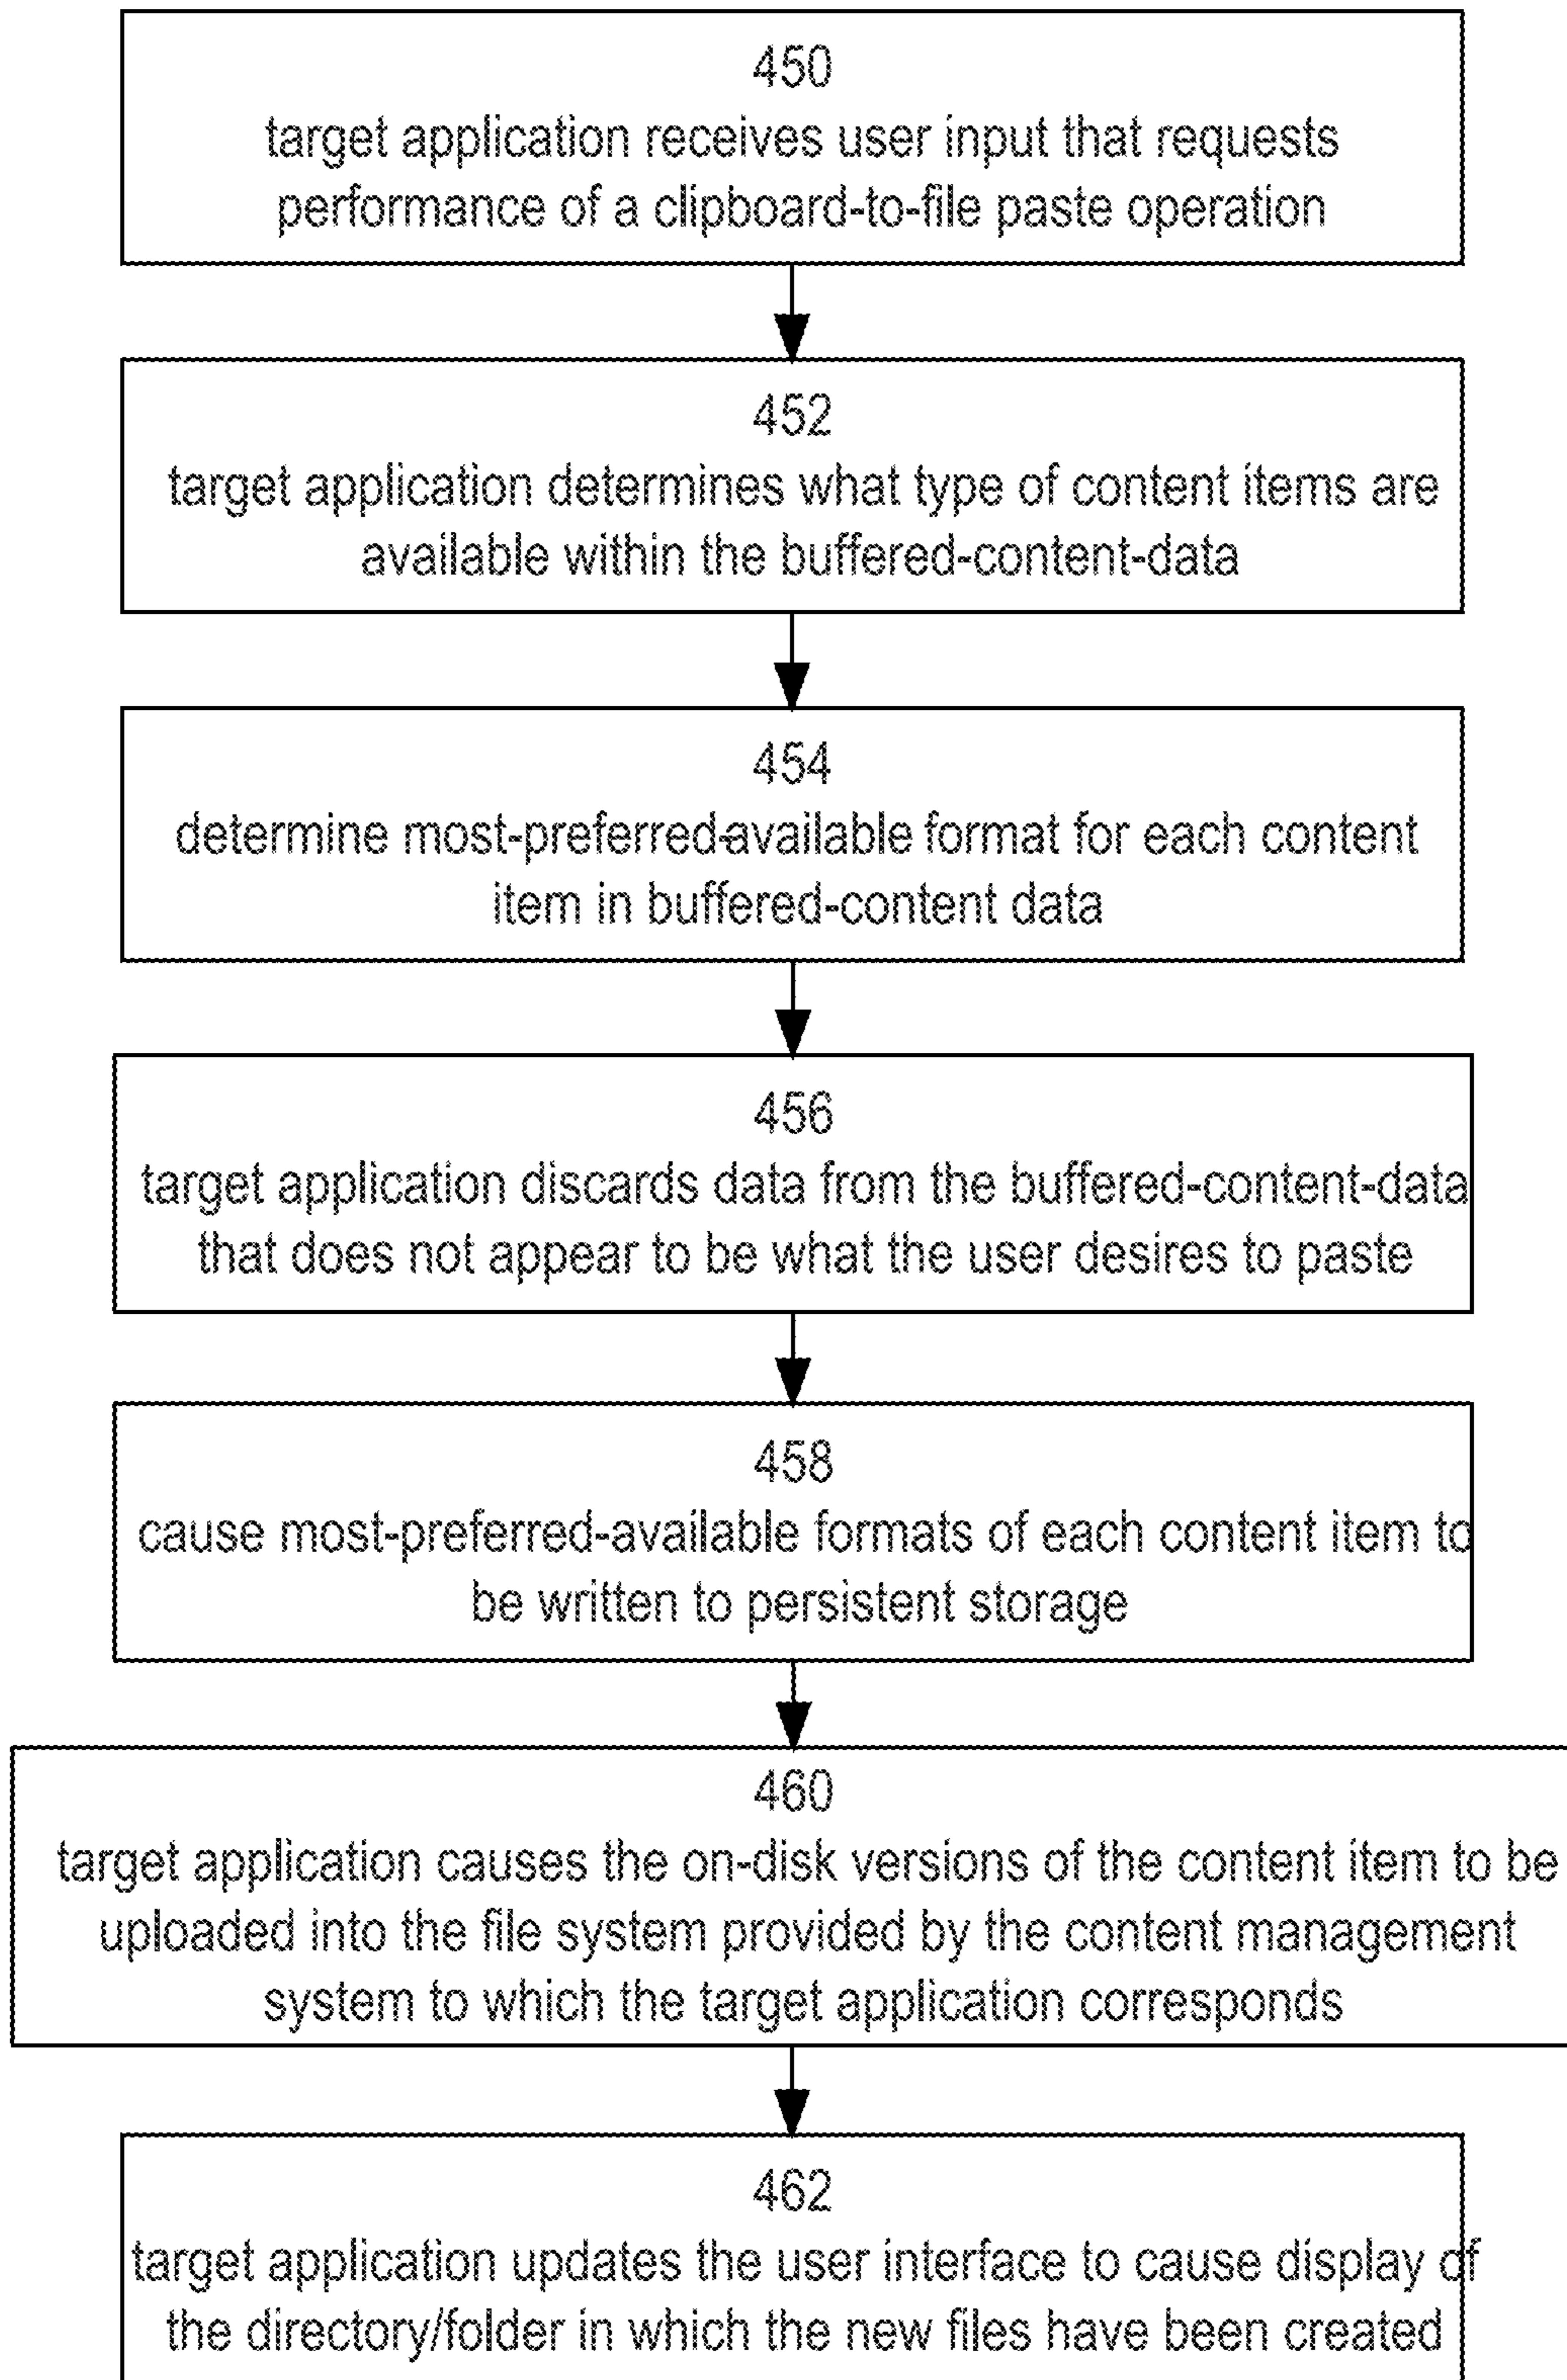 450
target application receives user input that requests
performance of a clipboard-to-file paste operation
452
target application determines what type of content items are
available within the buffered-content-data
454
determine most-preferred-available format for each content
item in buffered-content data
456
target application discards data from the buffered-content-data
that does not appear to be what the user desires to paste
458
cause most-preferred-available formats of each content item to
be written to persistent storage
460
target application causes the on-disk versions of the content item to be
uploaded into the file system provided by the content management
system to which the target application corresponds
462
target application updates the user interface to cause display of
the directory/folder in which the new files have been created